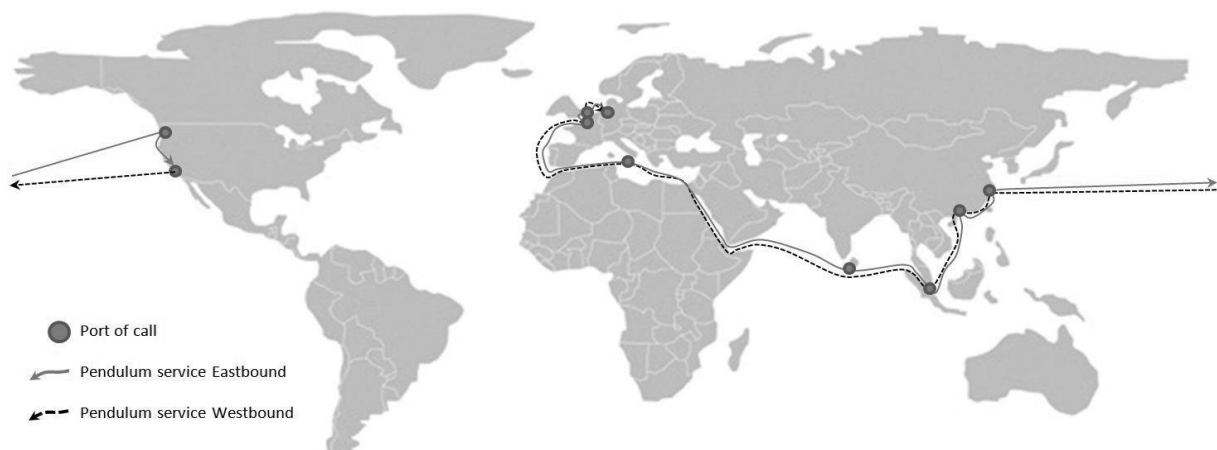 Port of call
Pendulum service Eastbound
Pendulum service Westbound